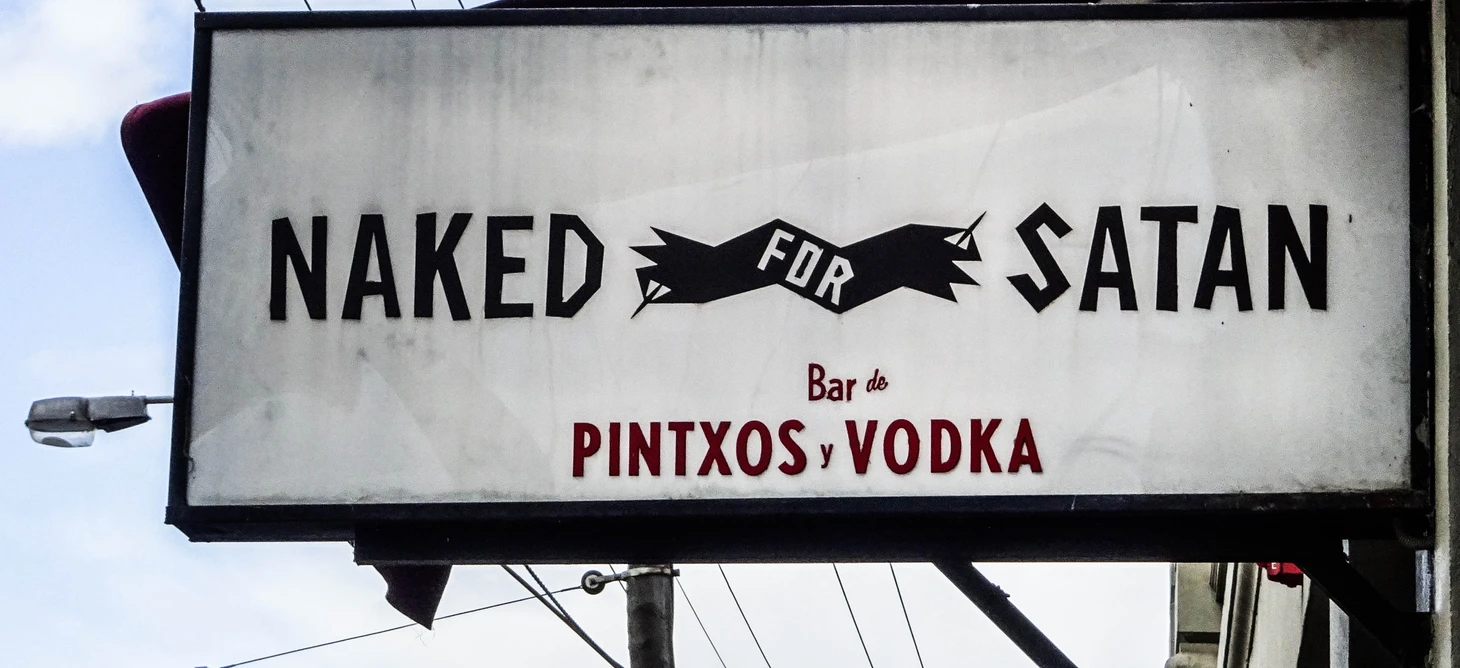 NAKED FOR SATAN
Bar de
PINTXOS y VODKA